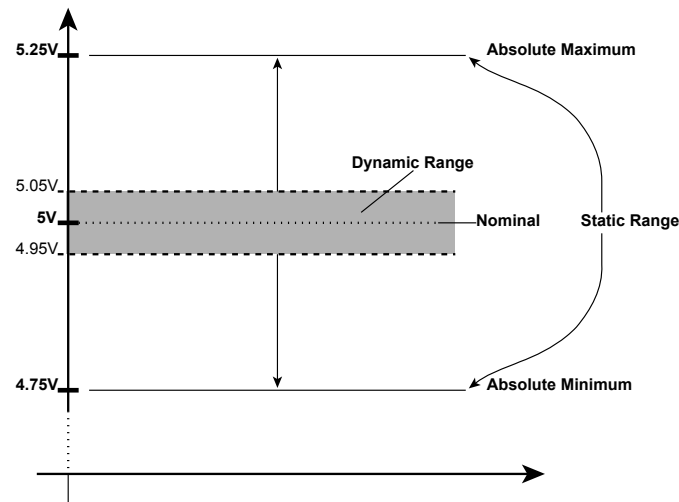 5.25V
Absolute Maximum
Dynamic Range
5.05V
5V
Nominal
Static Range
4.95V
4.75V
Absolute Minimum